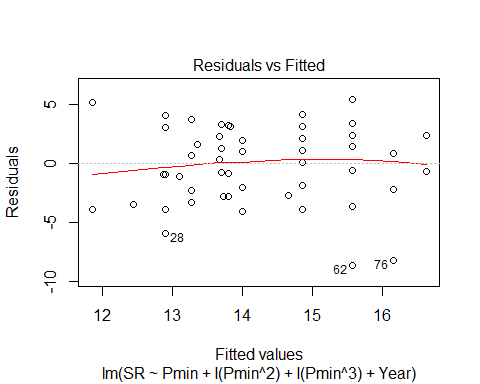 Residuals vs Fitted
Residuals
5
0
-5
-10
28
62
76
12 13 14 15 16
Fitted values
lm(SR ~ Pmin + I(Pmin^2) + I(Pmin^3) + Year)